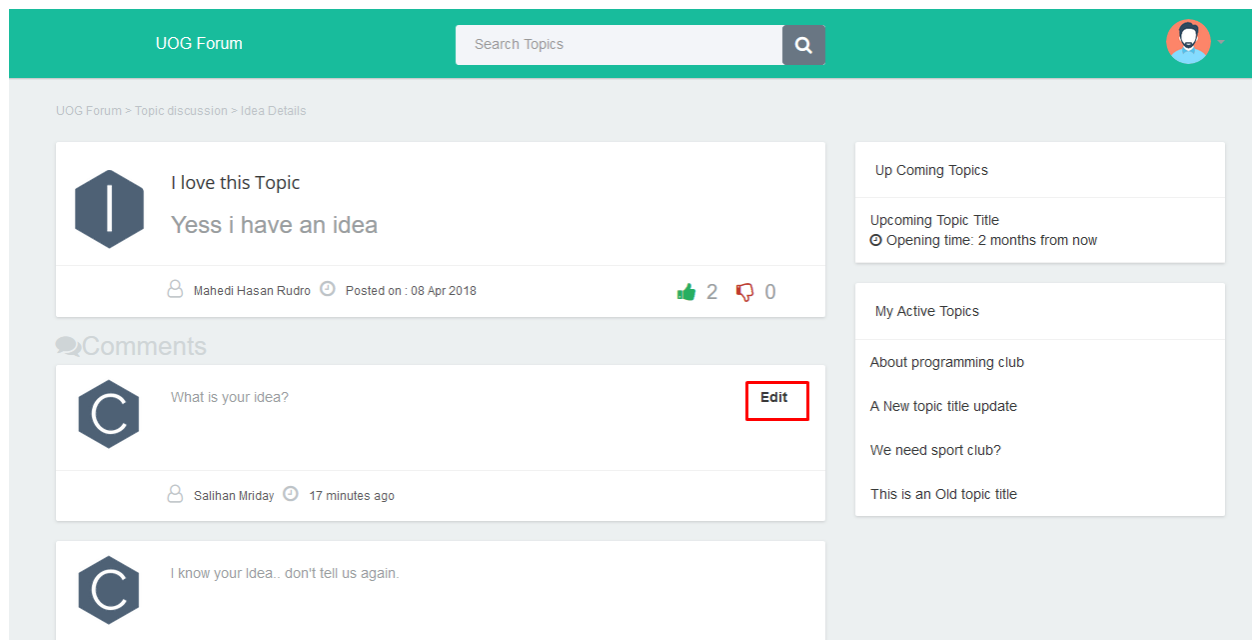 UOG Forum
Search Topics
UOG Forum > Topic discussion > Idea Details
I
I love this Topic
Yess i have an idea
Mahedi Hasan Rudro Posted on : 08 Apr 2018
2 0
Comments
C
What is your idea?
Edit
Salihan Mriday 17 minutes ago
C
I know your Idea.. don't tell us again.
Up Coming Topics
Upcoming Topic Title
Opening time: 2 months from now
My Active Topics
About programming club
A New topic title update
We need sport club?
This is an Old topic title